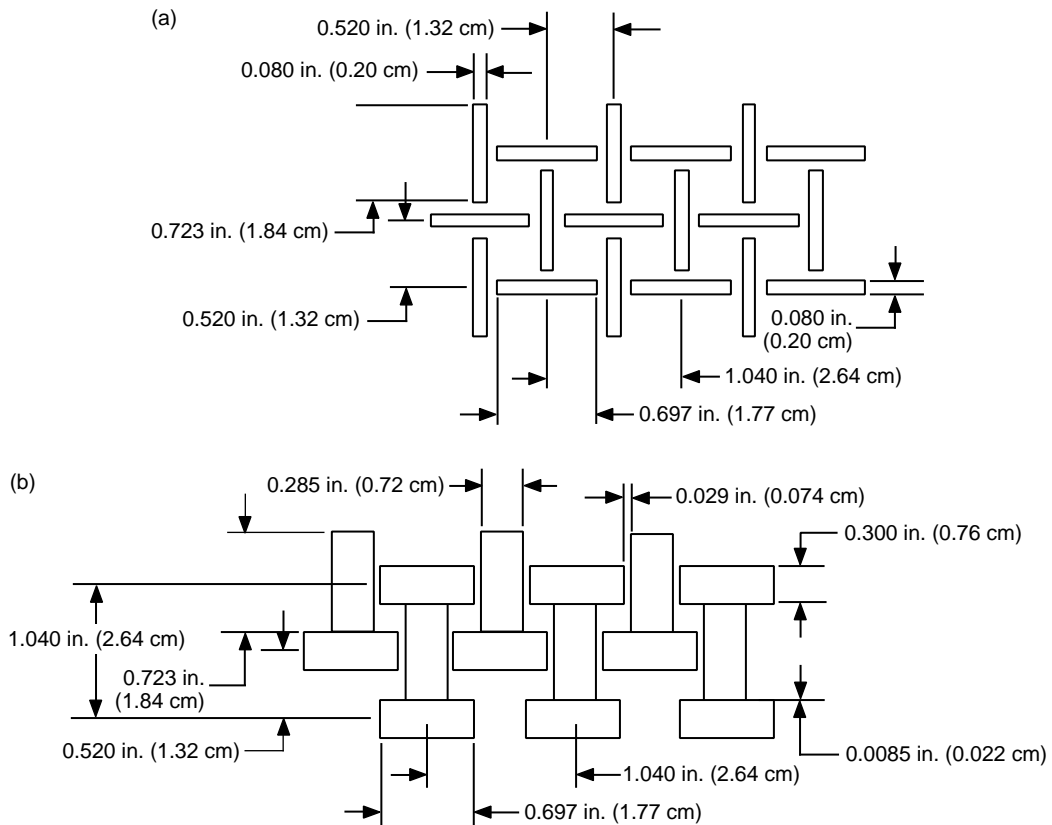 (a)
0.520 in. (1.32 cm)
0.080 in. (0.20 cm)
0.723 in. (1.84 cm)
0.520 in. (1.32 cm)
0.080 in.
(0.20 cm)
1.040 in. (2.64 cm)
0.697 in. (1.77 cm)
(b)
0.285 in. (0.72 cm)
0.029 in. (0.074 cm)
0.300 in. (0.76 cm)
1.040 in. (2.64 cm)
0.723 in.
(1.84 cm)
0.520 in. (1.32 cm)
0.0085 in. (0.022 cm)
1.040 in. (2.64 cm)
0.697 in. (1.77 cm)